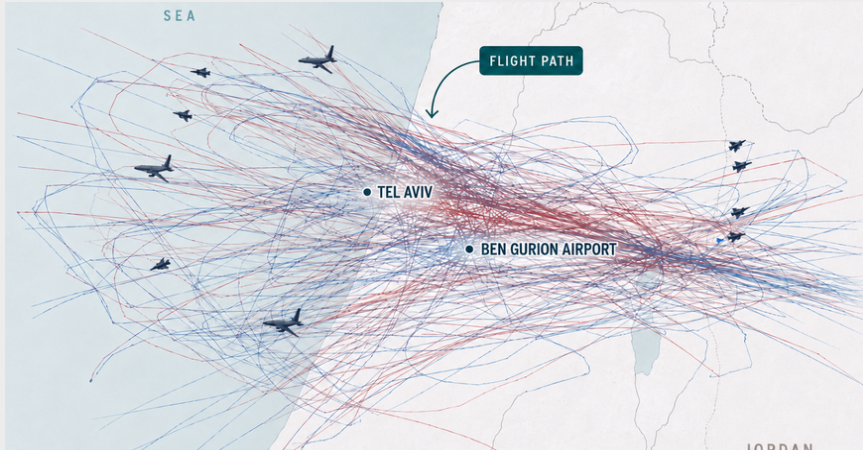 SEA
FLIGHT PATH
TEL AVIV
BEN GURION AIRPORT
JORDAN